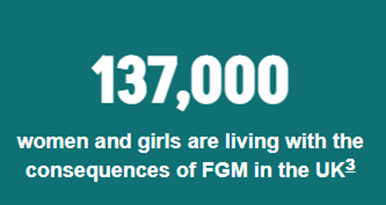 137,000
women and girls are living with the
consequences of FGM in the UK3